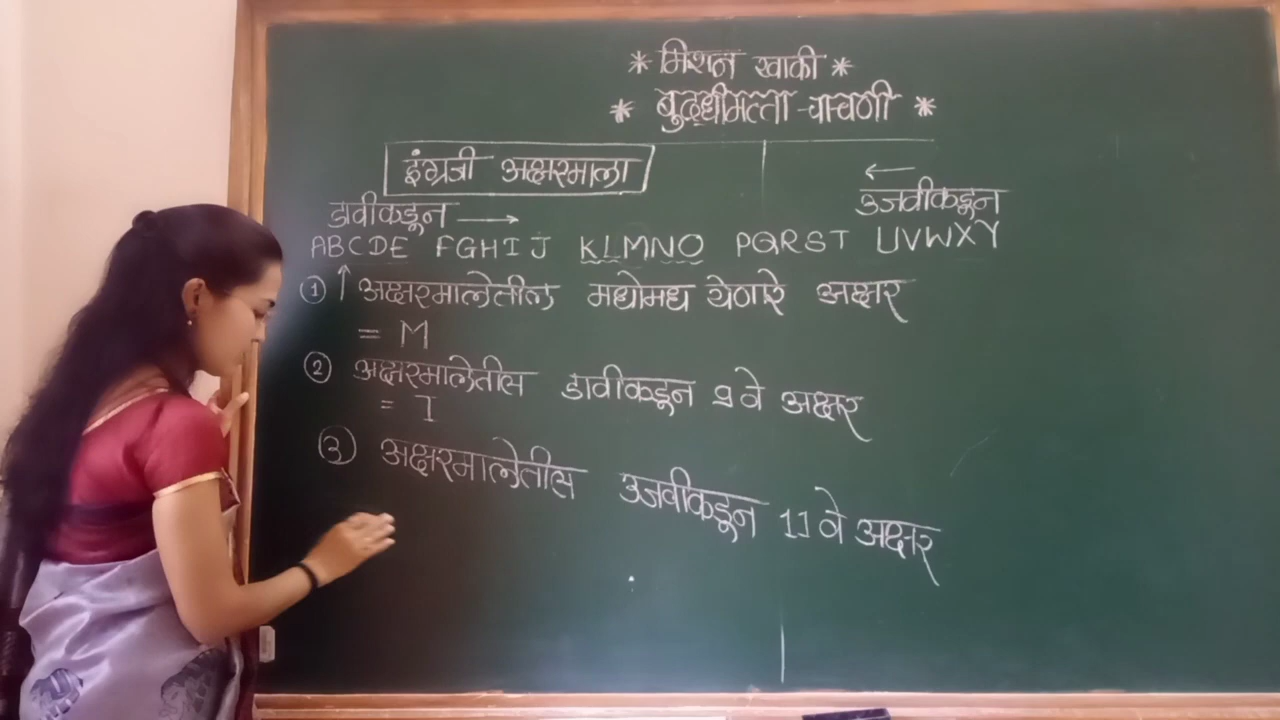 * मिशन खाकी *
* बुद्धीमत्ता-चाचणी *
इंग्रजी अक्षरमाला
←
डावीकडून → उजवीकडून
ABCDE FGHIJ KLMNO PQRST UVWXY
① ↑ अक्षरमालेतील मधोमध येणारे अक्षर
= M
② अक्षरमालेतील डावीकडून 9 वे अक्षर
= I
③ अक्षरमालेतील उजवीकडून 11 वे अक्षर